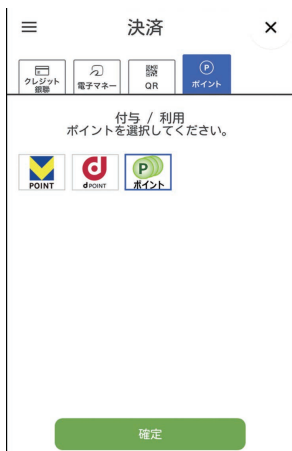 決済
クレジット
銀聯
電子マネー
QR
P
ポイント
付与 / 利用
ポイントを選択してください。
V
POINT
d
d POINT
P
ポイント
確定